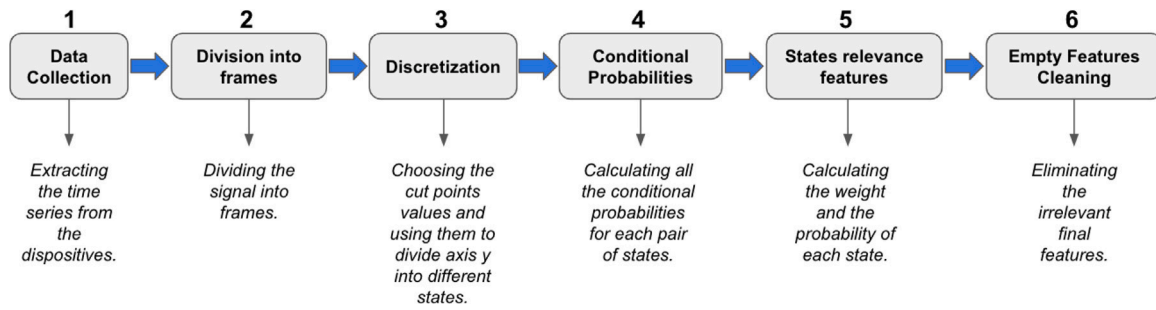 1
2
3
4
5
6
Data
Collection
Division into
frames
Discretization
Conditional
Probabilities
States relevance
features
Empty Features
Cleaning
Extracting
the time
series from
the
dispositives.
Dividing the
signal into
frames.
Choosing the
cut points
values and
using them to
divide axis y
into different
states.
Calculating all
the conditional
probabilities
for each pair
of states.
Calculating
the weight
and the
probability of
each state.
Eliminating
the
irrelevant
final
features.